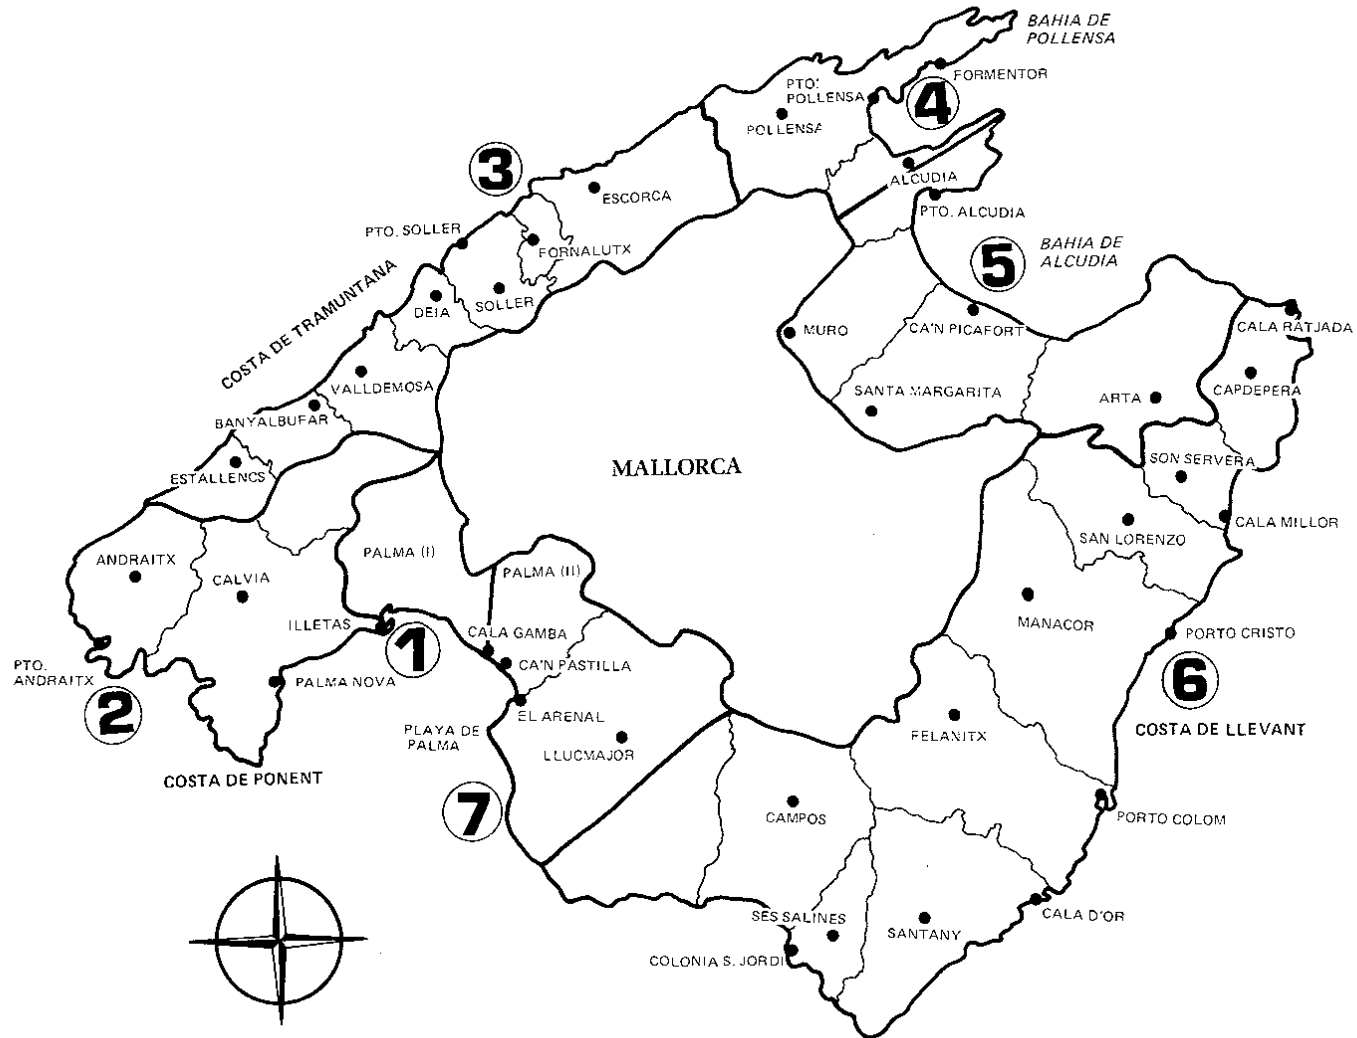 BAHIA DE
POLLENSA
FORMENTOR
PTO.
POLLENSA
4
POLLENSA
3
ALCUDIA
ESCORCA
PTO. ALCUDIA
PTO. SOLLER
FORNALUTX
BAHIA DE
ALCUDIA
5
COSTA DE TRAMUNTANA
DEIA
SOLLER
MURO
CA'N PICAFORT
CALA RATJADA
VALLDEMOSA
SANTA MARGARITA
ARTA
CAPDEPERA
BANYALBUFAR
MALLORCA
SON SERVERA
ESTALLENCS
CALA MILLOR
SAN LORENZO
ANDRAITX
PALMA (I)
PALMA (II)
CALVIA
ILLETAS
1
CALA GAMBA
MANACOR
PORTO CRISTO
PTO.
ANDRAITX
CA'N PASTILLA
PALMA NOVA
6
2
EL ARENAL
PLAYA DE
PALMA
FELANITX
COSTA DE LLEVANT
LLUCMAJOR
COSTA DE PONENT
7
CAMPOS
PORTO COLOM
SES SALINES
CALA D'OR
SANTANY
COLONIA S. JORDI